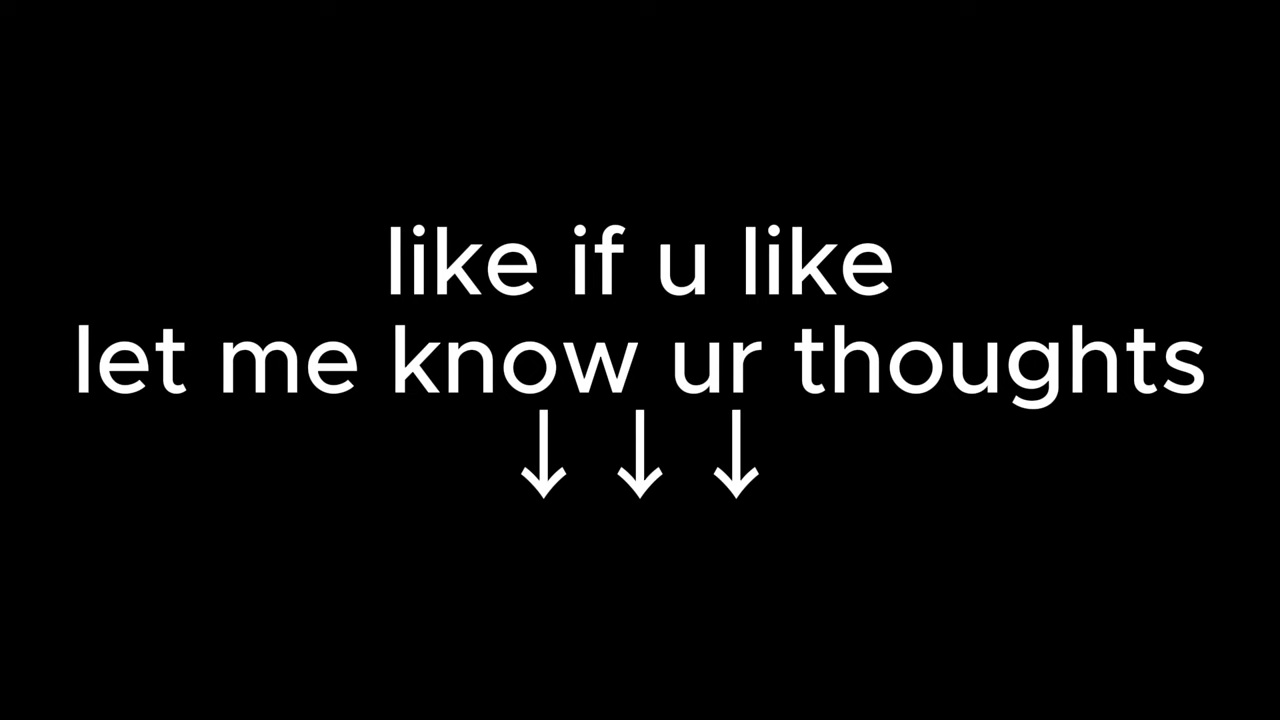 like if u like
let me know ur thoughts
↓ ↓ ↓